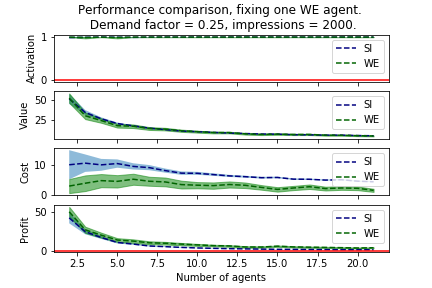 Performance comparison, fixing one WE agent.
Demand factor = 0.25, impressions = 2000.
Activation
1
0
SI
WE
Value
50
25
SI
WE
Cost
10
0
SI
WE
Profit
50
0
SI
WE
2.5 5.0 7.5 10.0 12.5 15.0 17.5 20.0
Number of agents